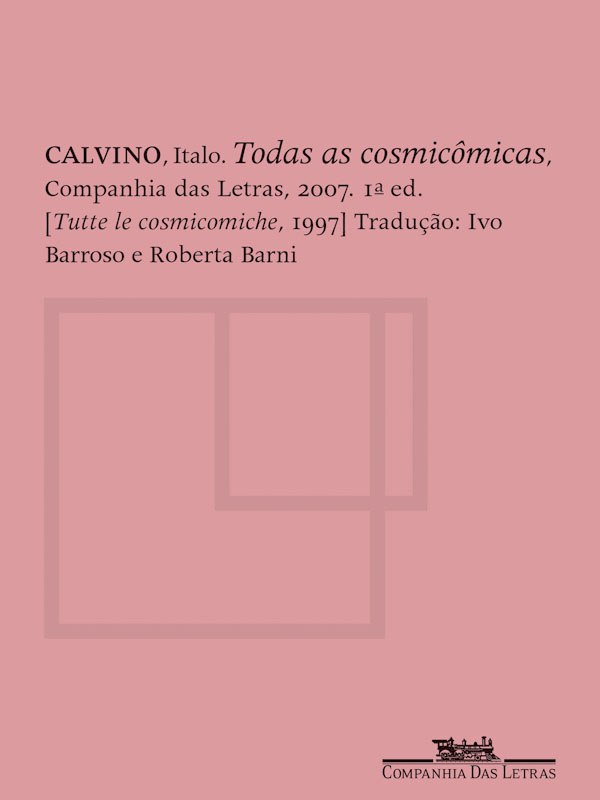 CALVINO, Italo. Todas as cosmicômicas,
Companhia das Letras, 2007. 1ª ed.
[Tutte le cosmicomiche, 1997] Tradução: Ivo
Barroso e Roberta Barni
COMPANHIA DAS LETRAS